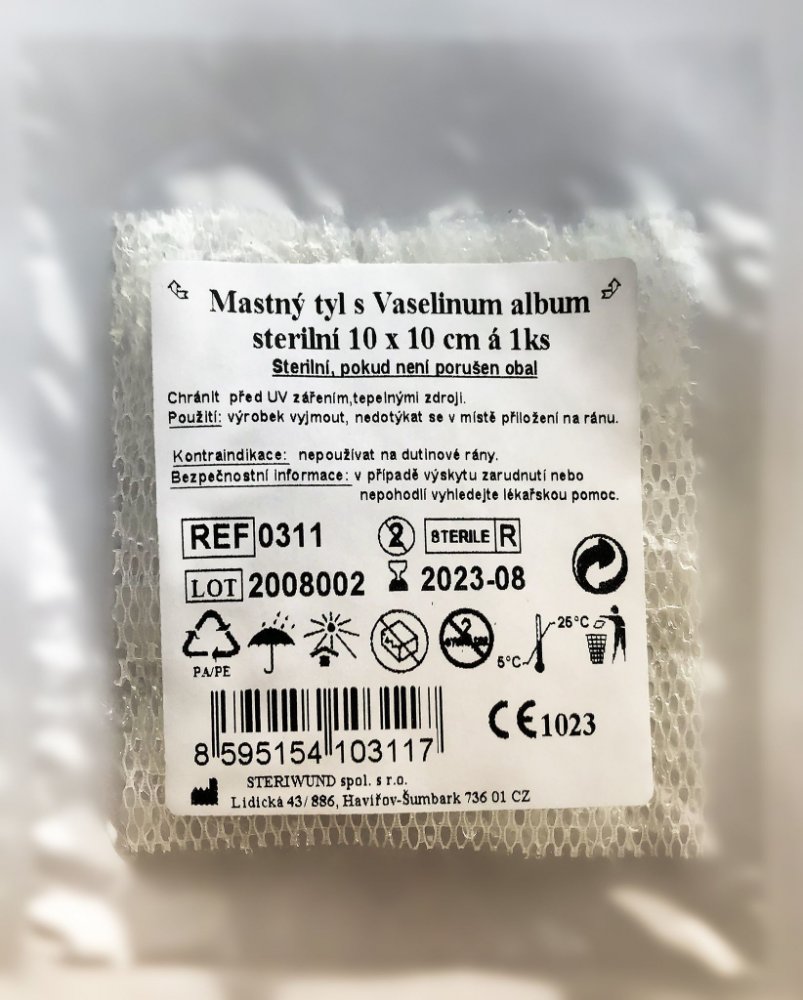 Mastný tyl s Vaselinum album
sterilní 10 x 10 cm á 1ks
Sterilní, pokud není porušen obal
Chránit před UV zářením,tepelnými zdroji.
Použití: výrobek vyjmout, nedotýkat se v místě přiložení na ránu.
Kontraindikace: nepoužívat na dutinové rány.
Bezpečnostní informace: v případě výskytu zarudnutí nebo
nepohodlí vyhledejte lékařskou pomoc.
REF 0311 2 STERILE R
LOT 2008002 2023-08
PA/PE 5°C 25°C
CE 1023
8 595154 103117
STERIWUND spol. s r.o.
Lidická 43/886, Havířov-Šumbark 736 01 CZ